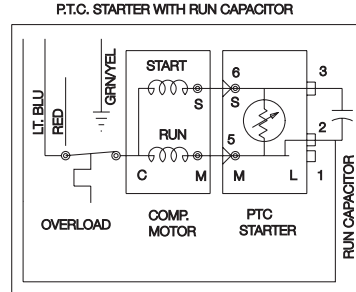 P.T.C. STARTER WITH RUN CAPACITOR
LT. BLU
RED
GRN/YEL
START
S
6
S
3
RUN
5
2
C
M
M
L
1
OVERLOAD
COMP.
MOTOR
PTC
STARTER
RUN CAPACITOR